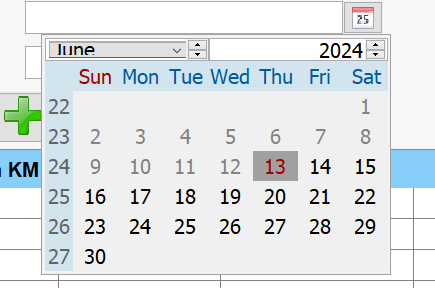 25
June 2024
Sun Mon Tue Wed Thu Fri Sat
22 1
23 2 3 4 5 6 7 8
24 9 10 11 12 13 14 15
KM
25 16 17 18 19 20 21 22
26 23 24 25 26 27 28 29
27 30